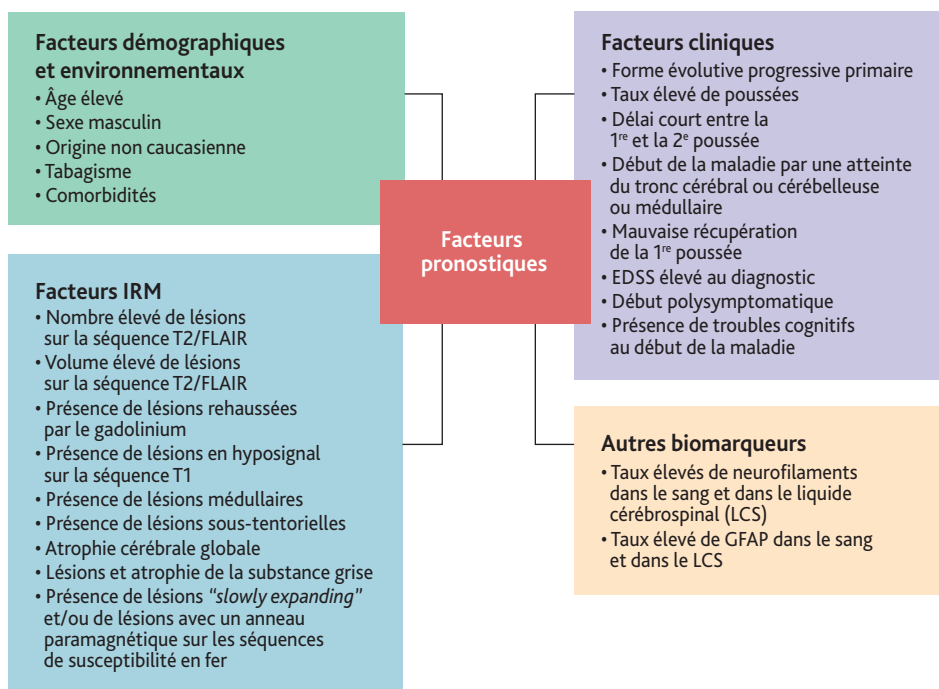 Facteurs démographiques
et environnementaux
• Âge élevé
• Sexe masculin
• Origine non caucasienne
• Tabagisme
• Comorbidités
Facteurs cliniques
• Forme évolutive progressive primaire
• Taux élevé de poussées
• Délai court entre la
1re et la 2e poussée
• Début de la maladie par une atteinte
du tronc cérébral ou cérébelleuse
ou médullaire
• Mauvaise récupération
de la 1re poussée
• EDSS élevé au diagnostic
• Début polysymptomatique
• Présence de troubles cognitifs
au début de la maladie
Facteurs
pronostiques
Facteurs IRM
• Nombre élevé de lésions
sur la séquence T2/FLAIR
• Volume élevé de lésions
sur la séquence T2/FLAIR
• Présence de lésions rehaussées
par le gadolinium
• Présence de lésions en hyposignal
sur la séquence T1
• Présence de lésions médullaires
• Présence de lésions sous-tentorielles
• Atrophie cérébrale globale
• Lésions et atrophie de la substance grise
• Présence de lésions "slowly expanding"
et/ou de lésions avec un anneau
paramagnétique sur les séquences
de susceptibilité en fer
Autres biomarqueurs
• Taux élevés de neurofilaments
dans le sang et dans le liquide
cérébrospinal (LCS)
• Taux élevé de GFAP dans le sang
et dans le LCS